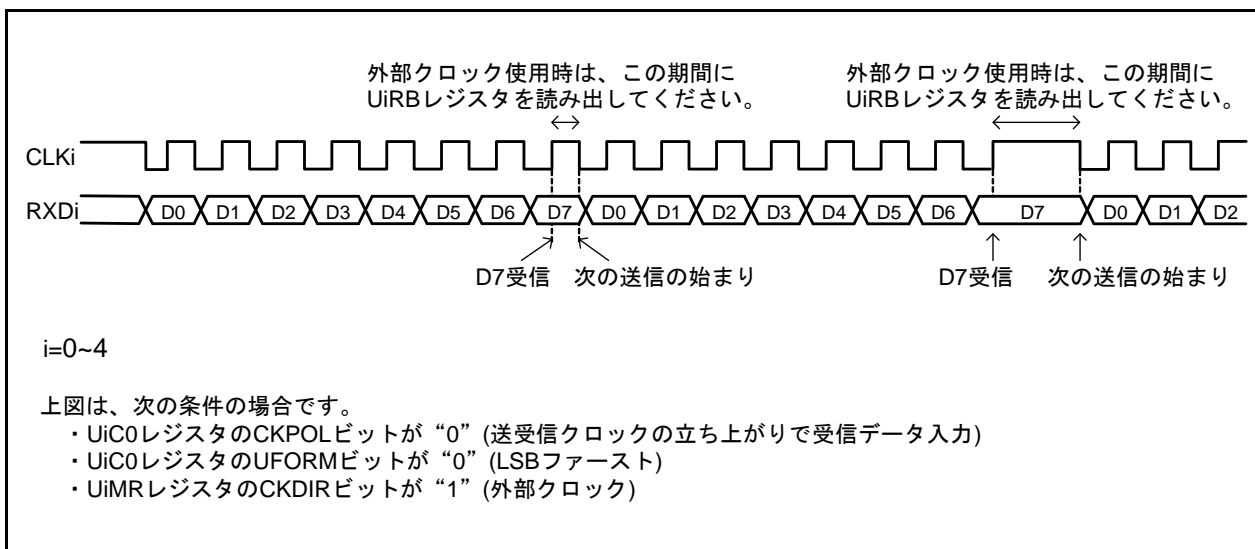 外部クロック使用時は、この期間に
UiRBレジスタを読み出してください。
外部クロック使用時は、この期間に
UiRBレジスタを読み出してください。
CLKi
RXDi D0 D1 D2 D3 D4 D5 D6 D7 D0 D1 D2 D3 D4 D5 D6 D7 D0 D1 D2
D7受信 次の送信の始まり D7受信 次の送信の始まり
i=0~4
上図は、次の条件の場合です。
・UiC0レジスタのCKPOLビットが“0”(送受信クロックの立ち上がりで受信データ入力)
・UiC0レジスタのUFORMビットが“0”(LSBファースト)
・UiMRレジスタのCKDIRビットが“1”(外部クロック)